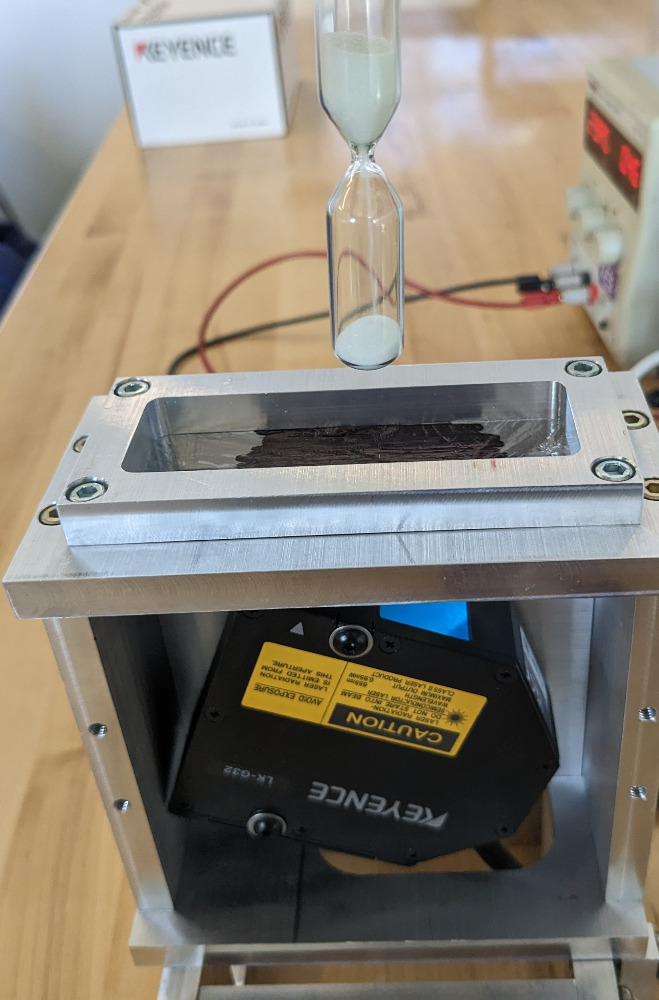 KEYENCE
KEYENCE
LK-G32
CAUTION
LASER RADIATION-
DO NOT STARE INTO BEAM
SEMICONDUCTOR LASER
WAVELENGTH 655nm
MAXIMUM OUTPUT 0.95mW
CLASS II LASER PRODUCT
AVOID EXPOSURE
LASER RADIATION
IS EMITTED FROM
THIS APERTURE.